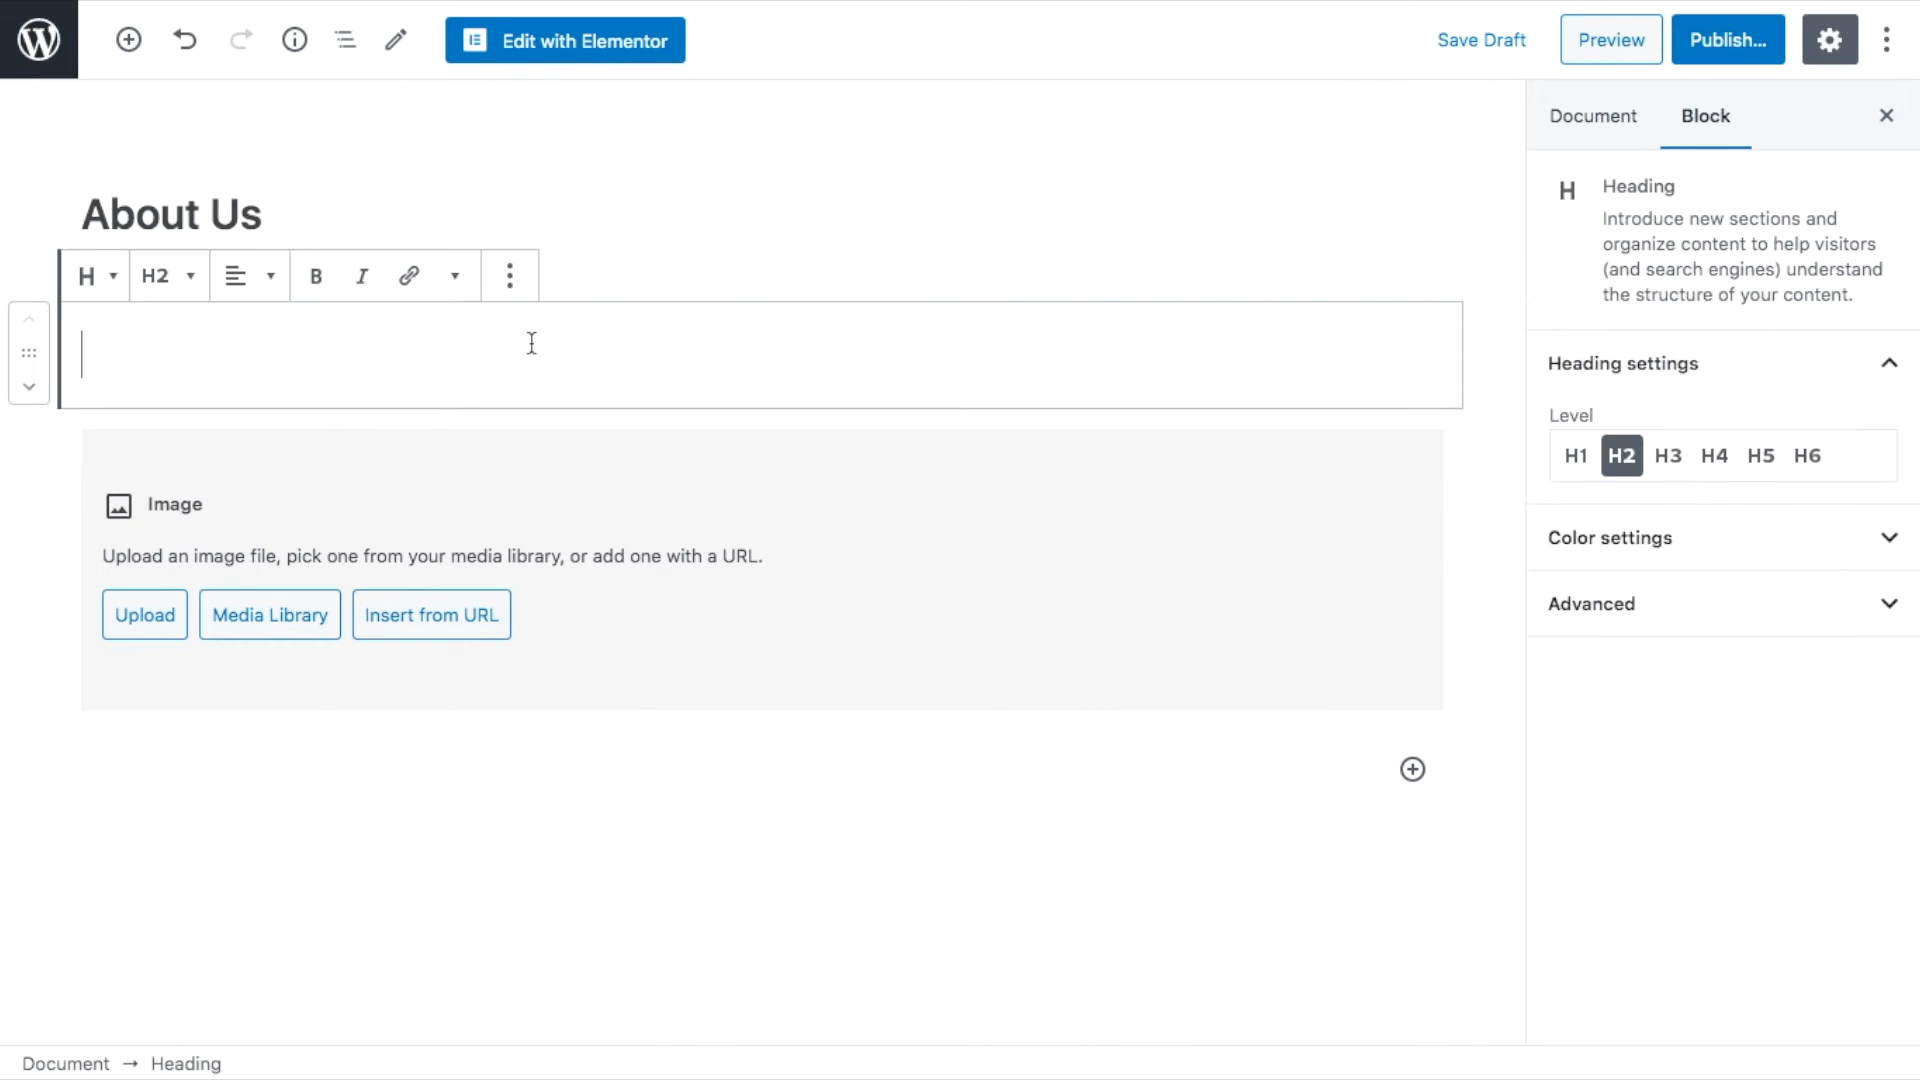 Edit with Elementor
Save Draft
Preview
Publish...
Document
Block
About Us
H
H2
B
I
H
Heading
Introduce new sections and
organize content to help visitors
(and search engines) understand
the structure of your content.
Heading settings
Level
H1 H2 H3 H4 H5 H6
Color settings
Advanced
Image
Upload an image file, pick one from your media library, or add one with a URL.
Upload
Media Library
Insert from URL
Document → Heading